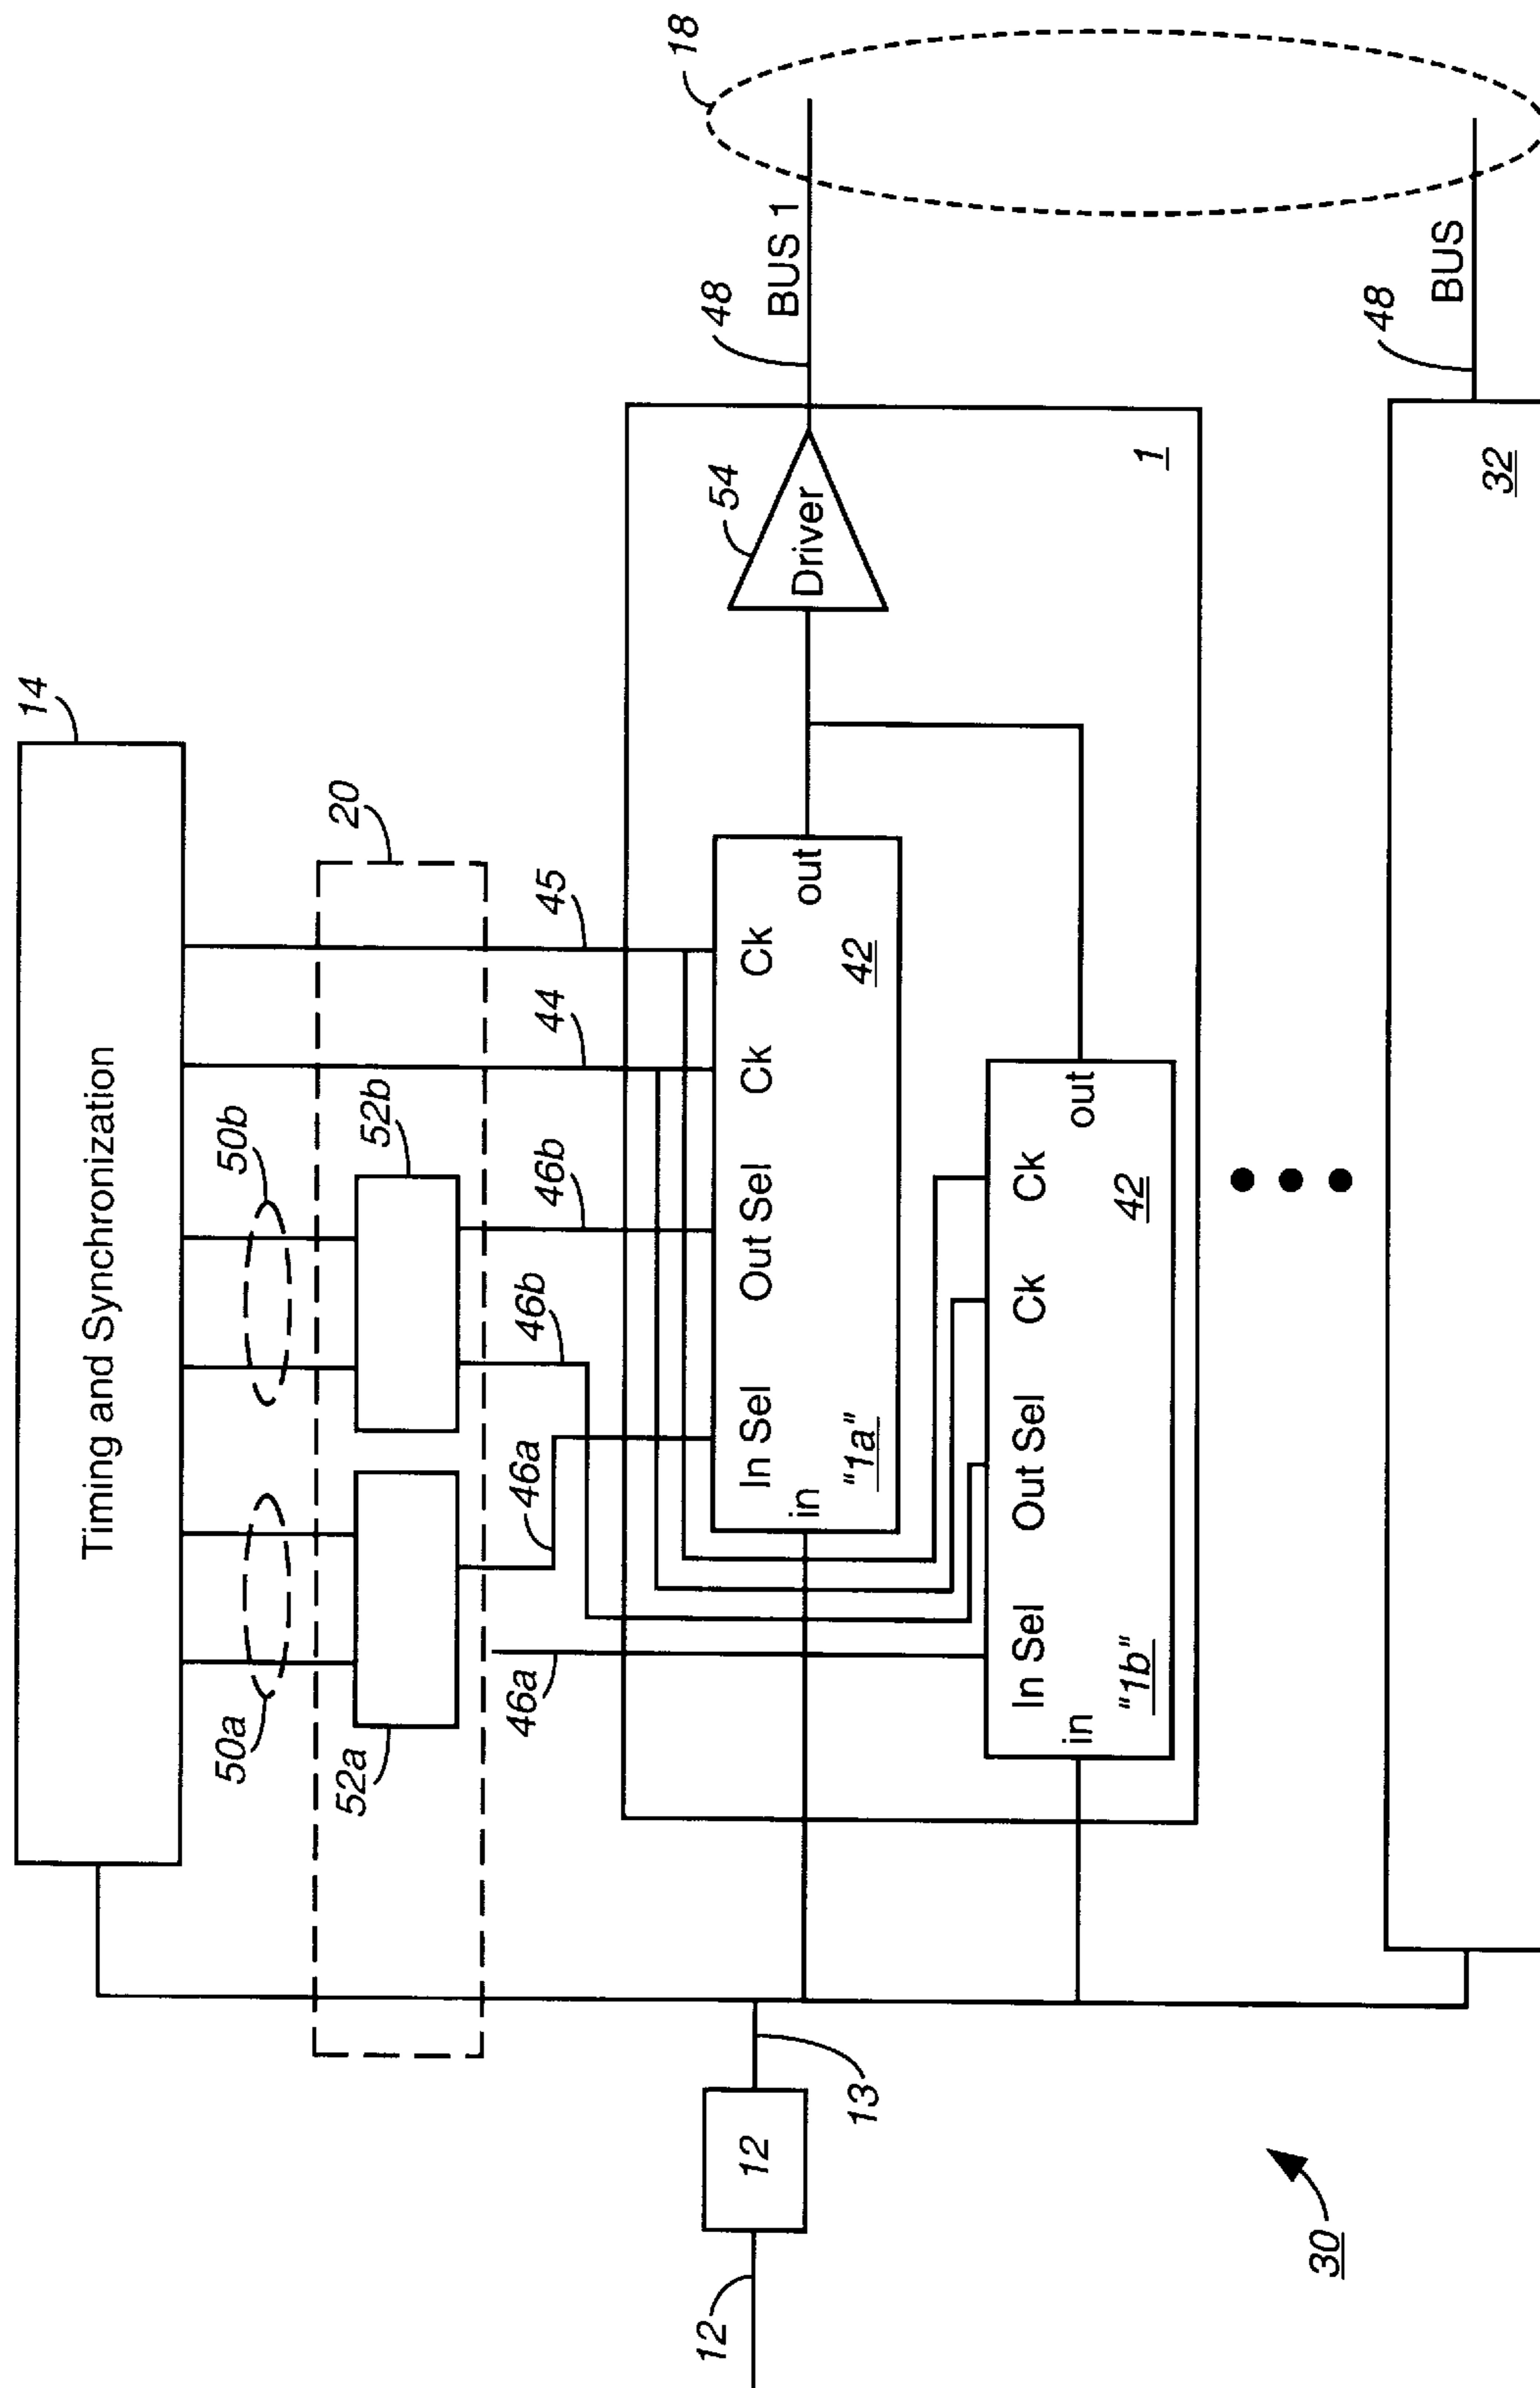 14
Timing and Synchronization
50a
50b
20
52a
52b
46a
46a
46b
46b
44
45
18
In Sel
Out Sel
Ck
Ck
in
"1a"
42
out
54
Driver
48
BUS 1
12
12
13
In Sel
Out Sel
Ck
Ck
in
"1b"
42
out
1
48
BUS
32
30